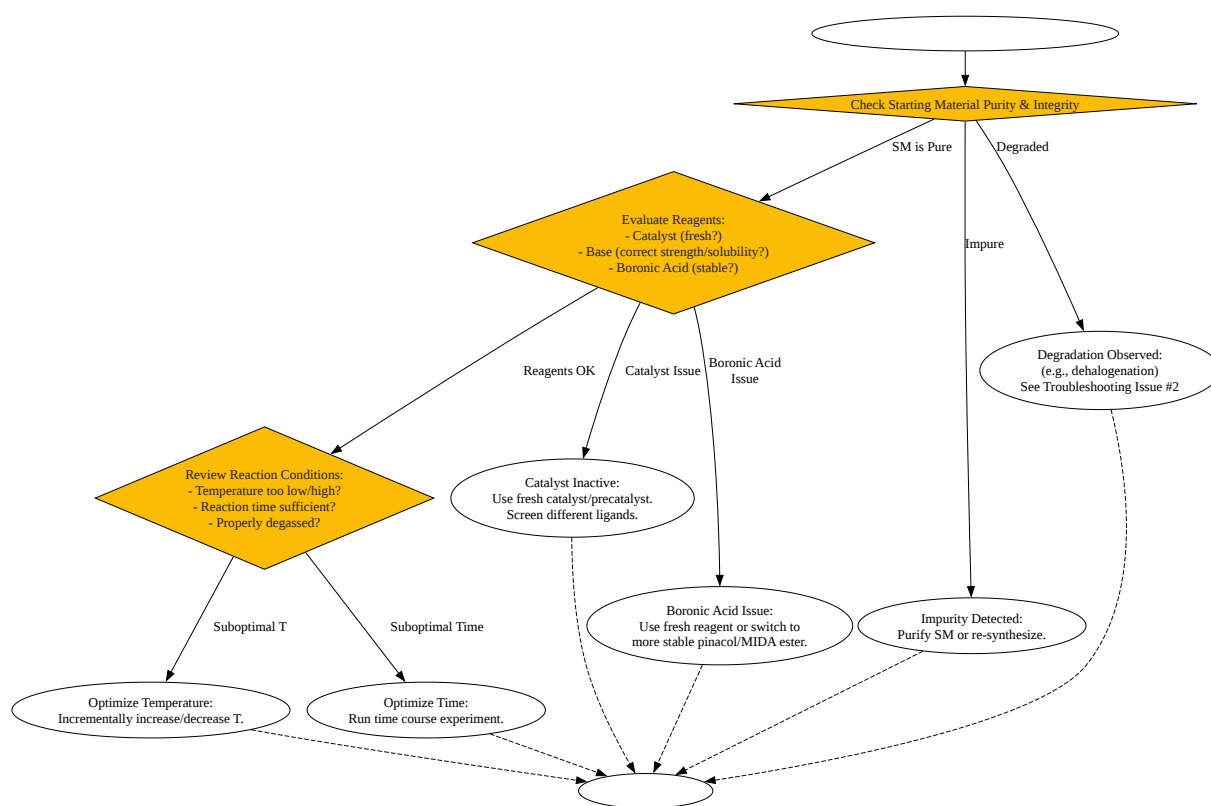 Check Starting Material Purity & Integrity
SM is Pure
Degraded
Impure
Evaluate Reagents:
- Catalyst (fresh?)
- Base (correct strength/solubility?)
- Boronic Acid (stable?)
Reagents OK
Catalyst Issue
Boronic Acid
Issue
Degradation Observed:
(e.g., dehalogenation)
See Troubleshooting Issue #2
Review Reaction Conditions:
- Temperature too low/high?
- Reaction time sufficient?
- Properly degassed?
Catalyst Inactive:
Use fresh catalyst/precatalyst.
Screen different ligands.
Boronic Acid Issue:
Use fresh reagent or switch to
more stable pinacol/MIDA ester.
Impurity Detected:
Purify SM or re-synthesize.
Suboptimal T
Suboptimal Time
Optimize Temperature:
Incrementally increase/decrease T.
Optimize Time:
Run time course experiment.